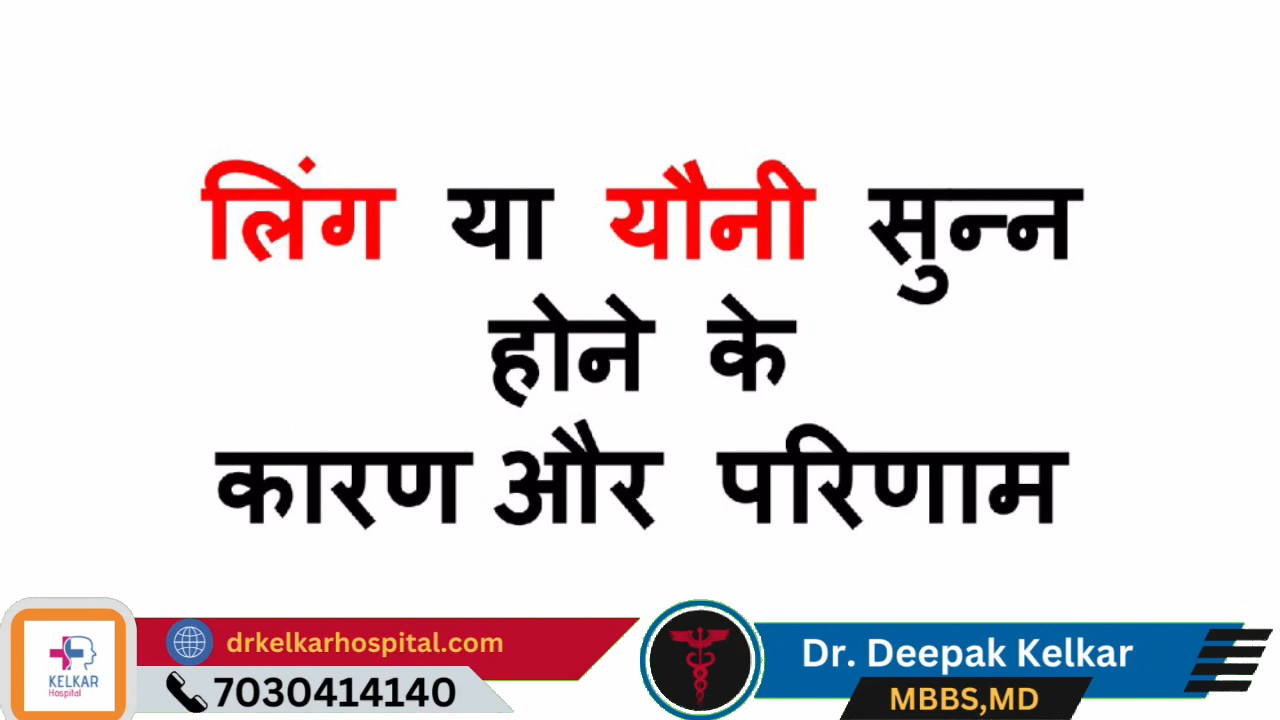 लिंग या यौनी सुन्न
होने के
कारण और परिणाम
KELKAR
Hospital
drkelkarhospital.com
7030414140
Dr. Deepak Kelkar
MBBS,MD